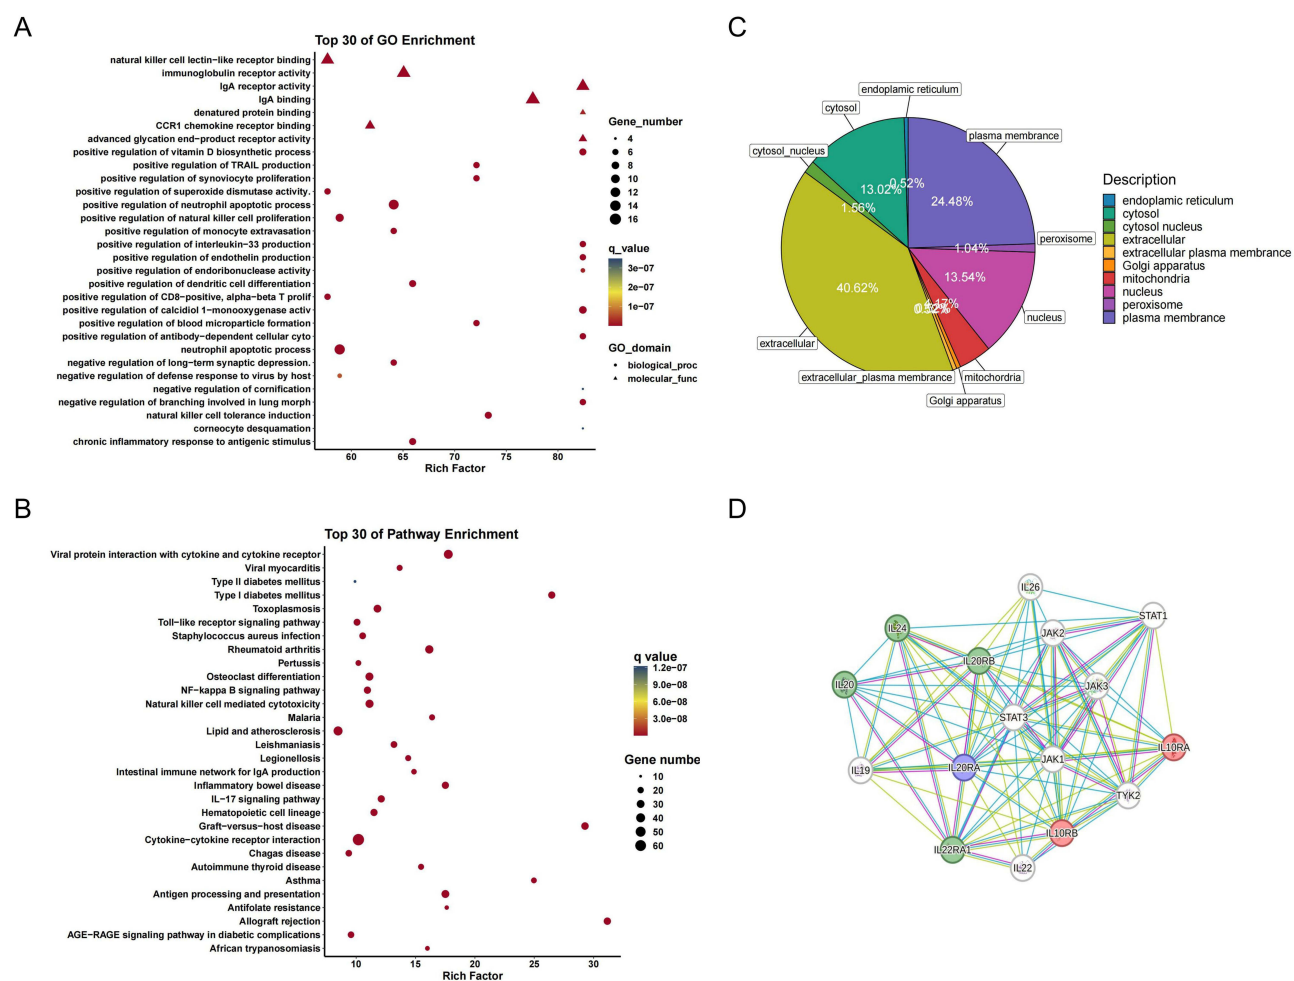 A
Top 30 of GO Enrichment
natural killer cell lectin−like receptor binding
immunoglobulin receptor activity
IgA receptor activity
IgA binding
denatured protein binding
CCR1 chemokine receptor binding
advanced glycation end−product receptor activity
positive regulation of vitamin D biosynthetic process
positive regulation of TRAIL production
positive regulation of synoviocyte proliferation
positive regulation of superoxide dismutase activity.
positive regulation of neutrophil apoptotic process
positive regulation of natural killer cell proliferation
positive regulation of monocyte extravasation
positive regulation of interleukin−33 production
positive regulation of endothelin production
positive regulation of endoribonuclease activity
positive regulation of dendritic cell differentiation
positive regulation of CD8−positive, alpha−beta T prolif
positive regulation of calcidiol 1−monooxygenase activ
positive regulation of blood microparticle formation
positive regulation of antibody−dependent cellular cyto
neutrophil apoptotic process
negative regulation of long−term synaptic depression.
negative regulation of defense response to virus by host
negative regulation of cornification
negative regulation of branching involved in lung morph
natural killer cell tolerance induction
corneocyte desquamation
chronic inflammatory response to antigenic stimulus
60 65 70 75 80
Rich Factor
Gene_number
4
6
8
10
12
14
16
q_value
3e−07
2e−07
1e−07
GO_domain
biological_proc
molecular_func
B
Top 30 of Pathway Enrichment
Viral protein interaction with cytokine and cytokine receptor
Viral myocarditis
Type II diabetes mellitus
Type I diabetes mellitus
Toxoplasmosis
Toll−like receptor signaling pathway
Staphylococcus aureus infection
Rheumatoid arthritis
Pertussis
Osteoclast differentiation
NF−kappa B signaling pathway
Natural killer cell mediated cytotoxicity
Malaria
Lipid and atherosclerosis
Leishmaniasis
Legionellosis
Intestinal immune network for IgA production
Inflammatory bowel disease
IL−17 signaling pathway
Hematopoietic cell lineage
Graft−versus−host disease
Cytokine−cytokine receptor interaction
Chagas disease
Autoimmune thyroid disease
Asthma
Antigen processing and presentation
Antifolate resistance
Allograft rejection
AGE−RAGE signaling pathway in diabetic complications
African trypanosomiasis
10 15 20 25 30
Rich Factor
q value
1.2e−07
9.0e−08
6.0e−08
3.0e−08
Gene numbe
10
20
30
40
50
60
C
endoplamic reticulum
cytosol
plasma membrance
cytosol_nucleus
13.02%
0.52%
1.56%
24.48%
peroxisome
1.04%
13.54%
40.62%
4.17%
0.52%
nucleus
extracellular
extracellular_plasma membrance
mitochordria
Golgi apparatus
Description
endoplamic reticulum
cytosol
cytosol nucleus
extracellular
extracellular plasma membrance
Golgi apparatus
mitochondria
nucleus
peroxisome
plasma membrance
D
IL26
STAT1
IL24
JAK2
IL20RB
IL20
JAK3
STAT3
IL10RA
JAK1
IL19
IL20RA
TYK2
IL10RB
IL22RA1
IL22